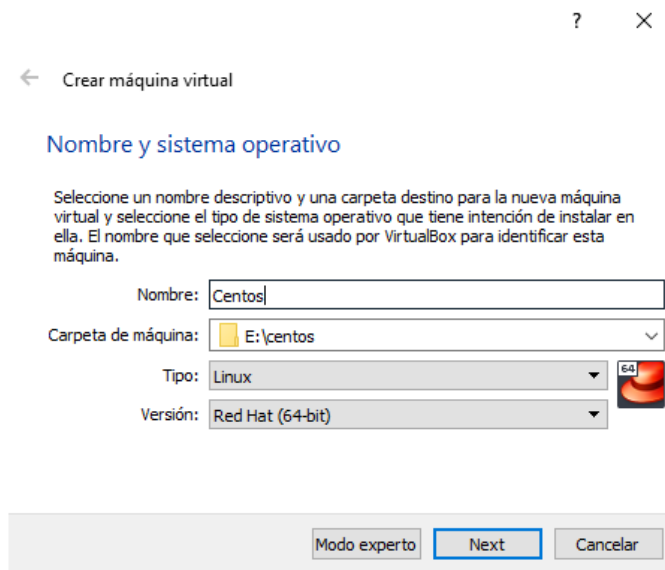 ?
Crear máquina virtual
Nombre y sistema operativo
Seleccione un nombre descriptivo y una carpeta destino para la nueva máquina
virtual y seleccione el tipo de sistema operativo que tiene intención de instalar en
ella. El nombre que seleccione será usado por VirtualBox para identificar esta
máquina.
Nombre: Centos
Carpeta de máquina: E:\centos
Tipo: Linux
64
Versión: Red Hat (64-bit)
Modo experto Next Cancelar